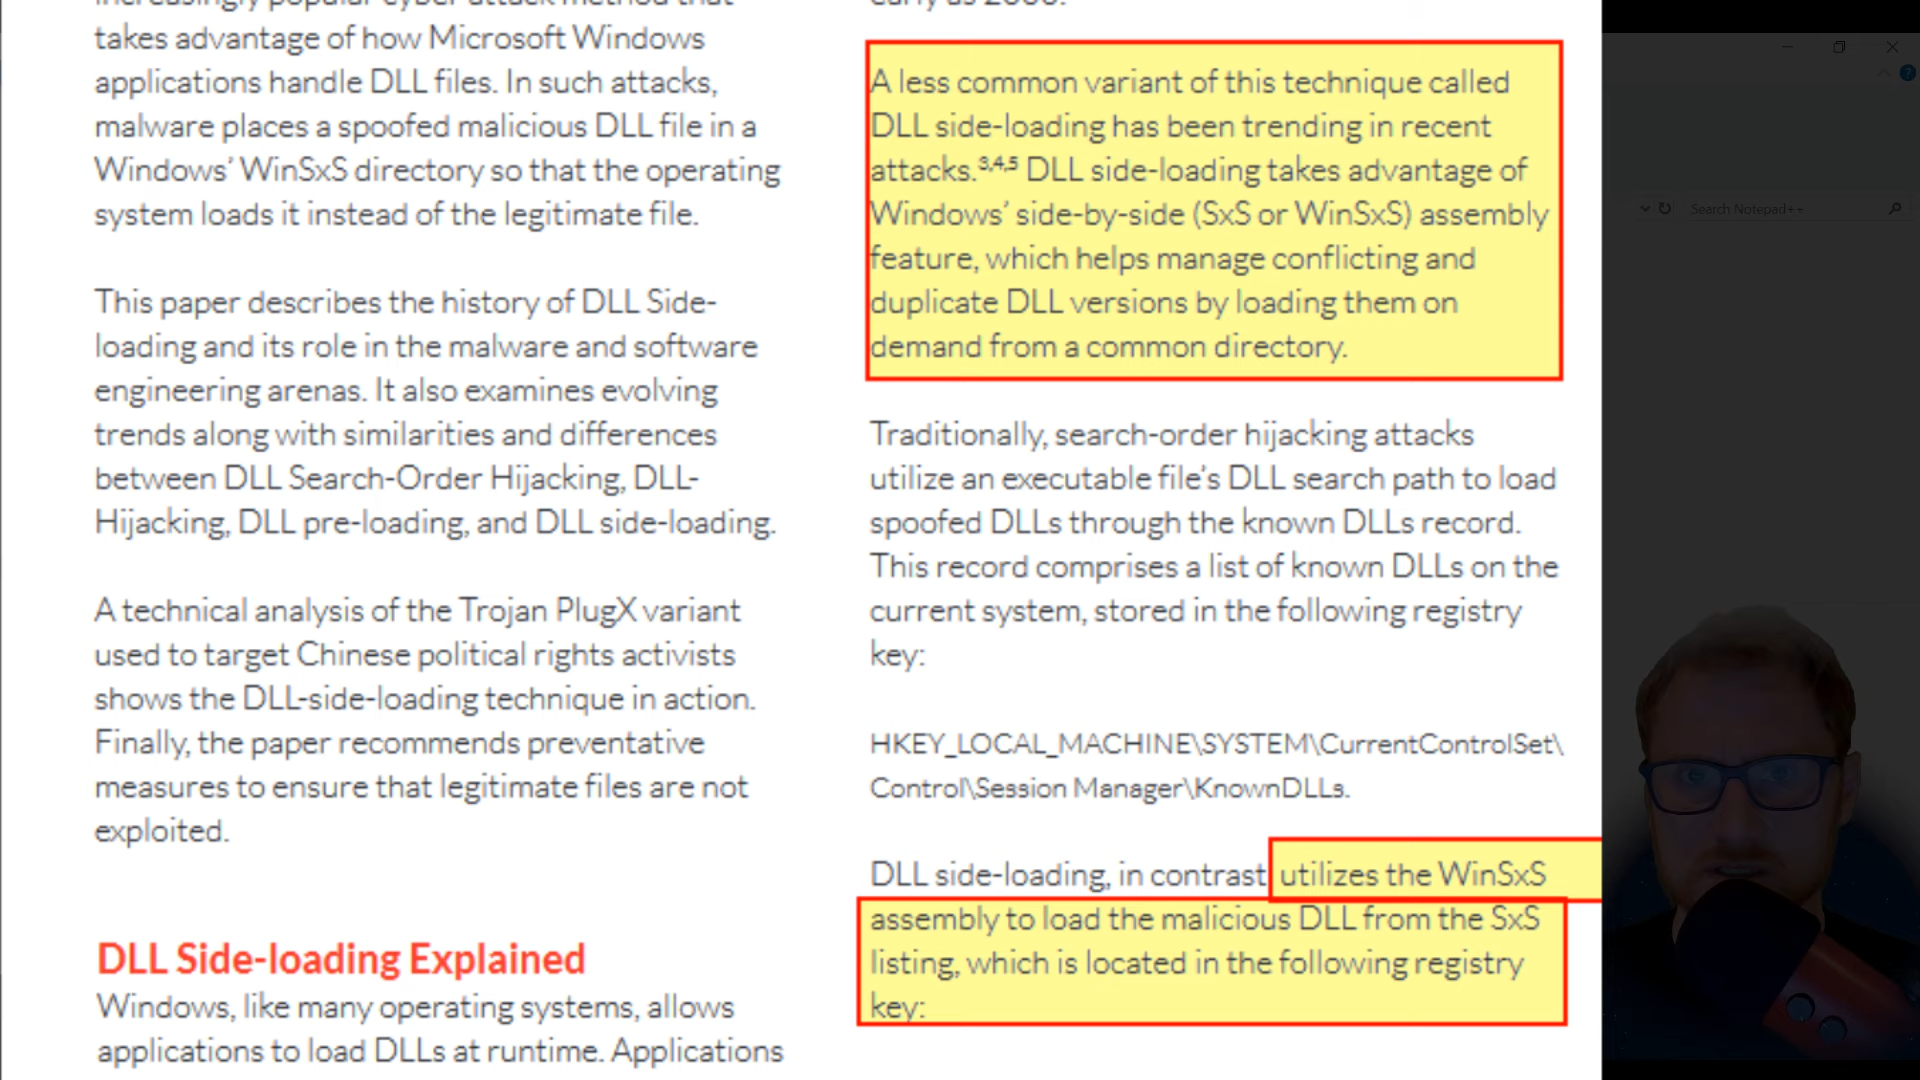 increasingly popular cyber attack method that
takes advantage of how Microsoft Windows
applications handle DLL files. In such attacks,
malware places a spoofed malicious DLL file in a
Windows’ WinSxS directory so that the operating
system loads it instead of the legitimate file.
This paper describes the history of DLL Side-
loading and its role in the malware and software
engineering arenas. It also examines evolving
trends along with similarities and differences
between DLL Search-Order Hijacking, DLL-
Hijacking, DLL pre-loading, and DLL side-loading.
A technical analysis of the Trojan PlugX variant
used to target Chinese political rights activists
shows the DLL-side-loading technique in action.
Finally, the paper recommends preventative
measures to ensure that legitimate files are not
exploited.
DLL Side-loading Explained
Windows, like many operating systems, allows
applications to load DLLs at runtime. Applications
early as
A less common variant of this technique called
DLL side-loading has been trending in recent
attacks.3,4,5 DLL side-loading takes advantage of
Windows’ side-by-side (SxS or WinSxS) assembly
feature, which helps manage conflicting and
duplicate DLL versions by loading them on
demand from a common directory.
Traditionally, search-order hijacking attacks
utilize an executable file’s DLL search path to load
spoofed DLLs through the known DLLs record.
This record comprises a list of known DLLs on the
current system, stored in the following registry
key:
HKEY_LOCAL_MACHINE\SYSTEM\CurrentControlSet\
Control\Session Manager\KnownDLLs.
DLL side-loading, in contrast utilizes the WinSxS
assembly to load the malicious DLL from the SxS
listing, which is located in the following registry
key:
Search Notepad++